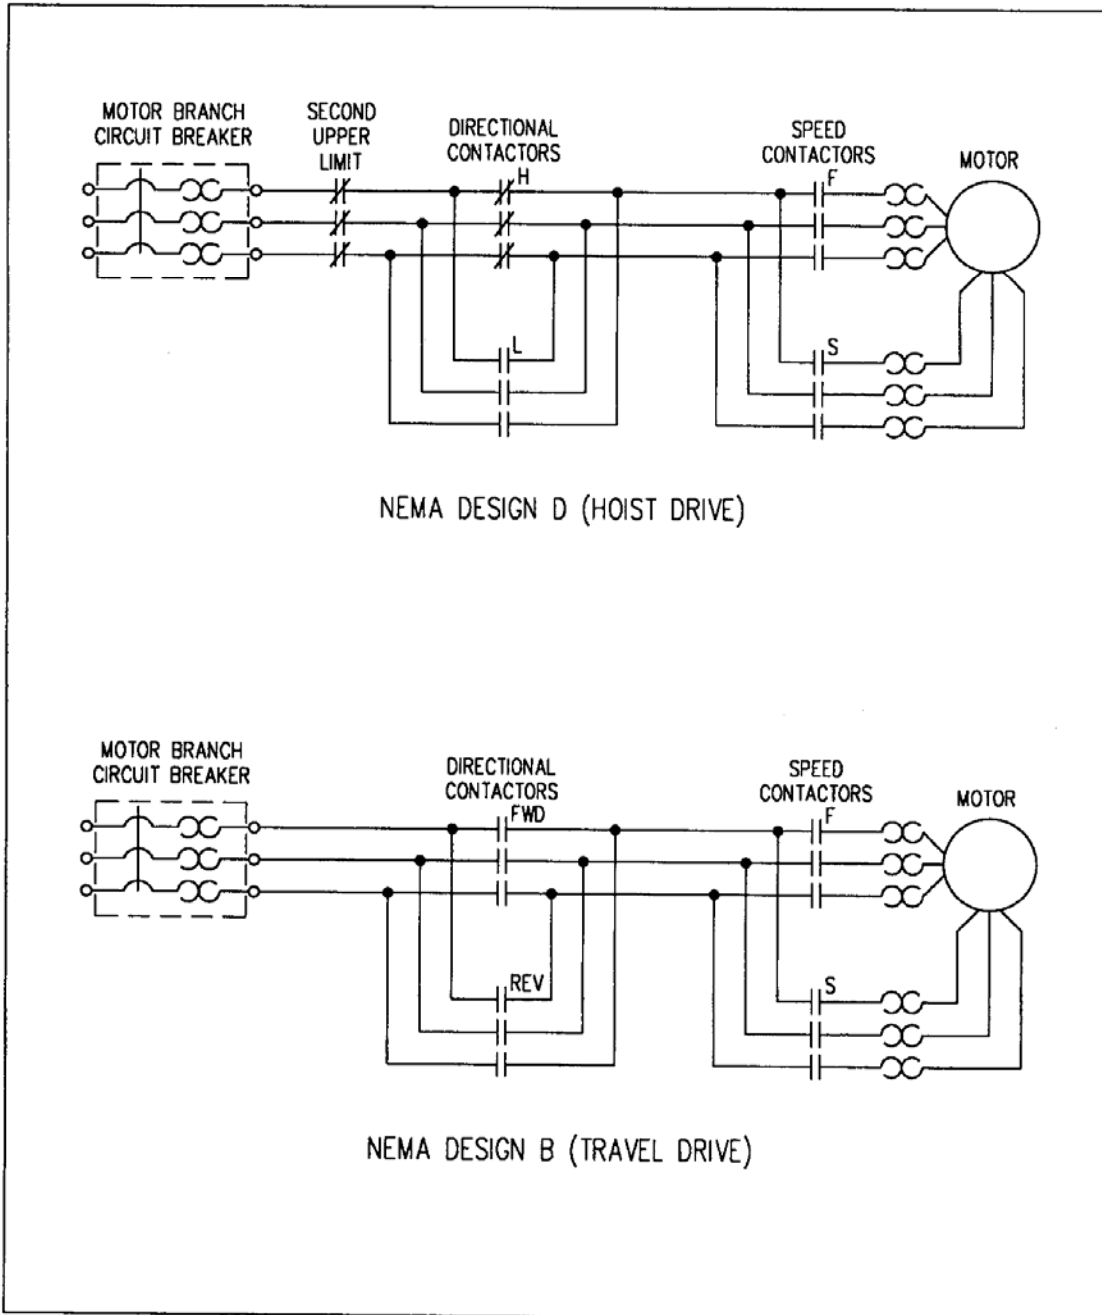 MOTOR BRANCH
CIRCUIT BREAKER
SECOND
UPPER
LIMIT
DIRECTIONAL
CONTACTORS
H
L
SPEED
CONTACTORS
F
S
MOTOR
NEMA DESIGN D (HOIST DRIVE)
MOTOR BRANCH
CIRCUIT BREAKER
DIRECTIONAL
CONTACTORS
FWD
REV
SPEED
CONTACTORS
F
S
MOTOR
NEMA DESIGN B (TRAVEL DRIVE)